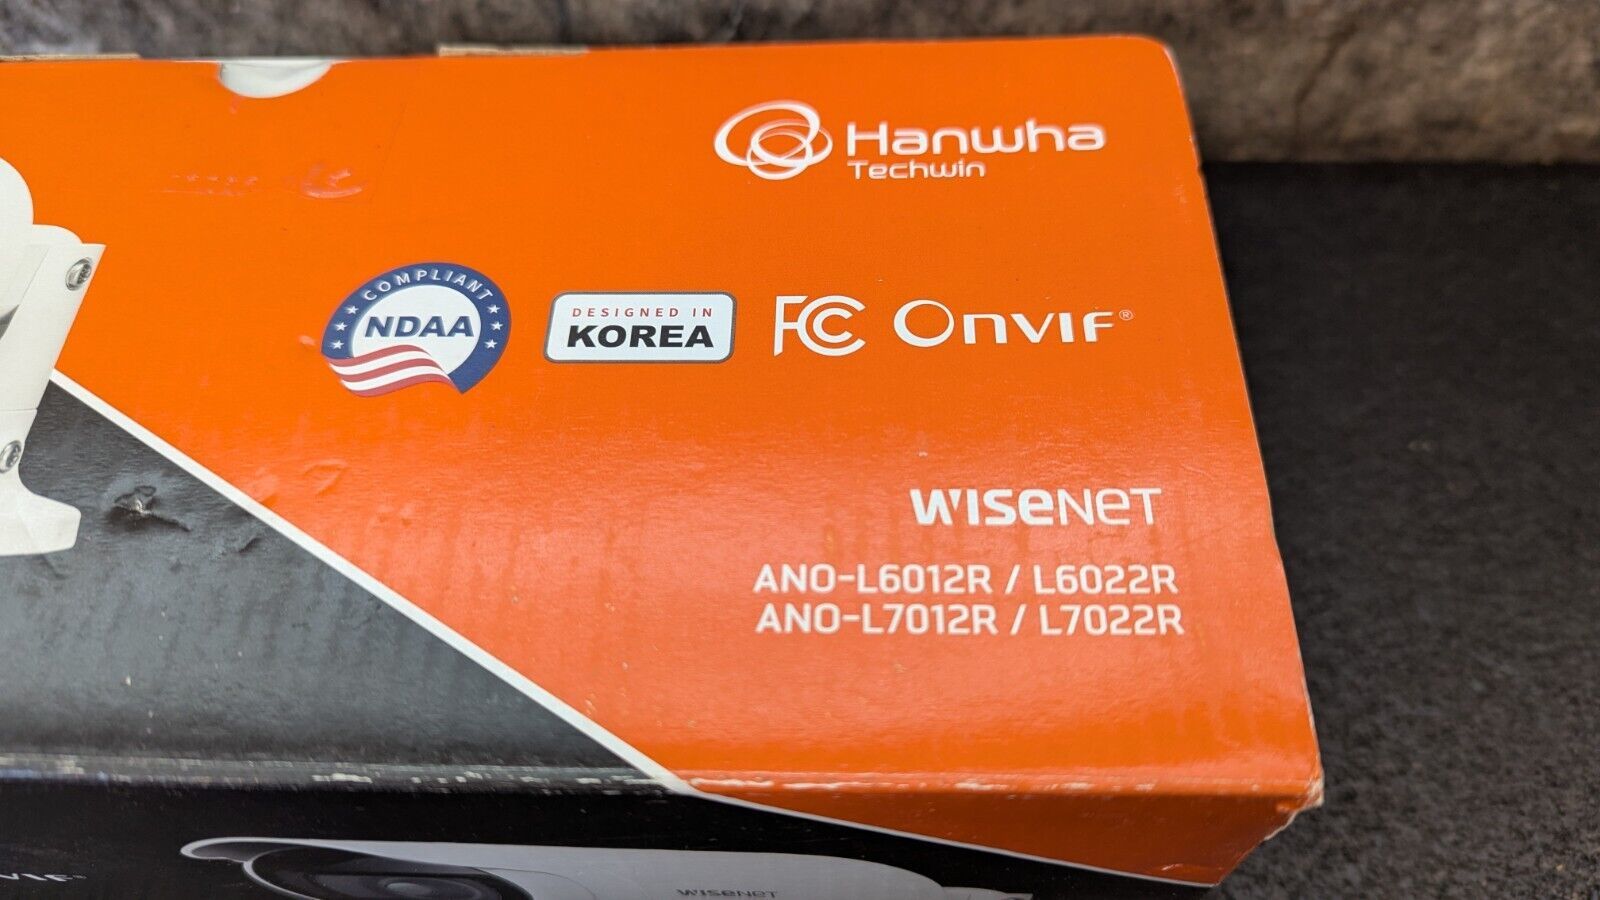 Hanwha
Techwin
COMPLIANT
NDAA
DESIGNED IN
KOREA
FC ONVIF®
WISENET
ANO-L6012R / L6022R
ANO-L7012R / L7022R
WISENET